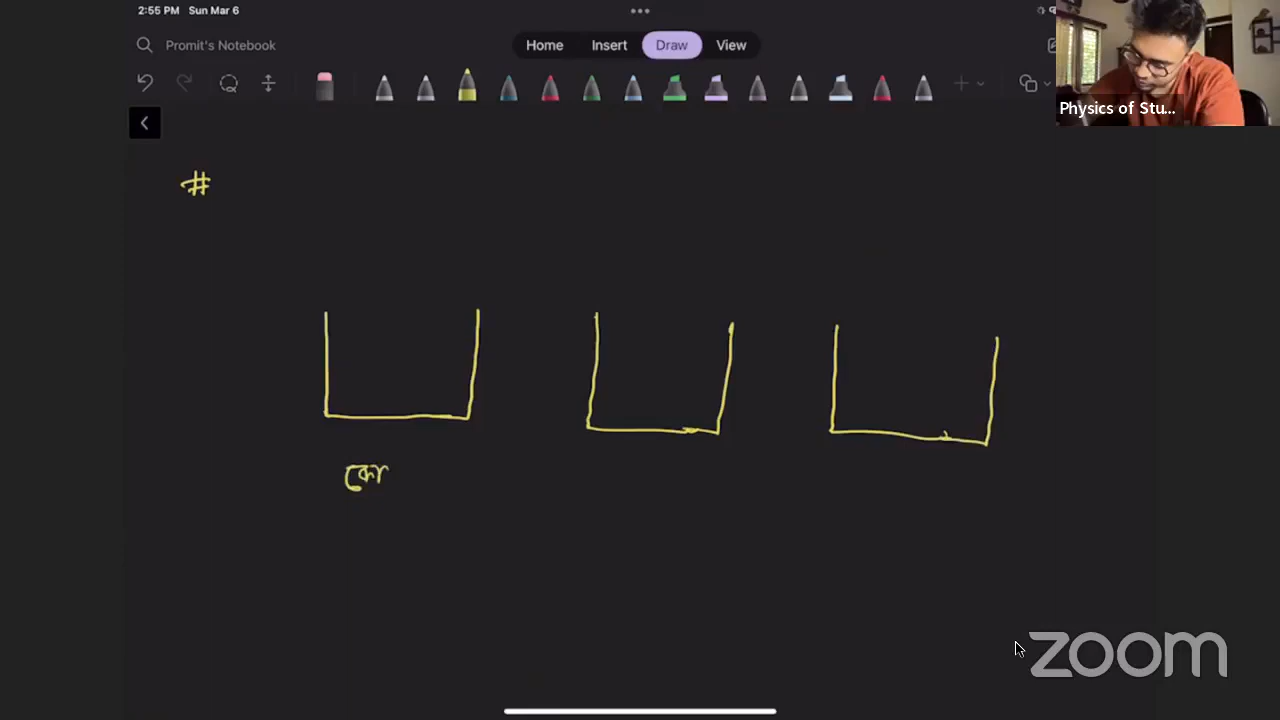 2:55 PM Sun Mar 6
Promit's Notebook
Home Insert Draw View
Physics of Stu...
#
কো
zoom